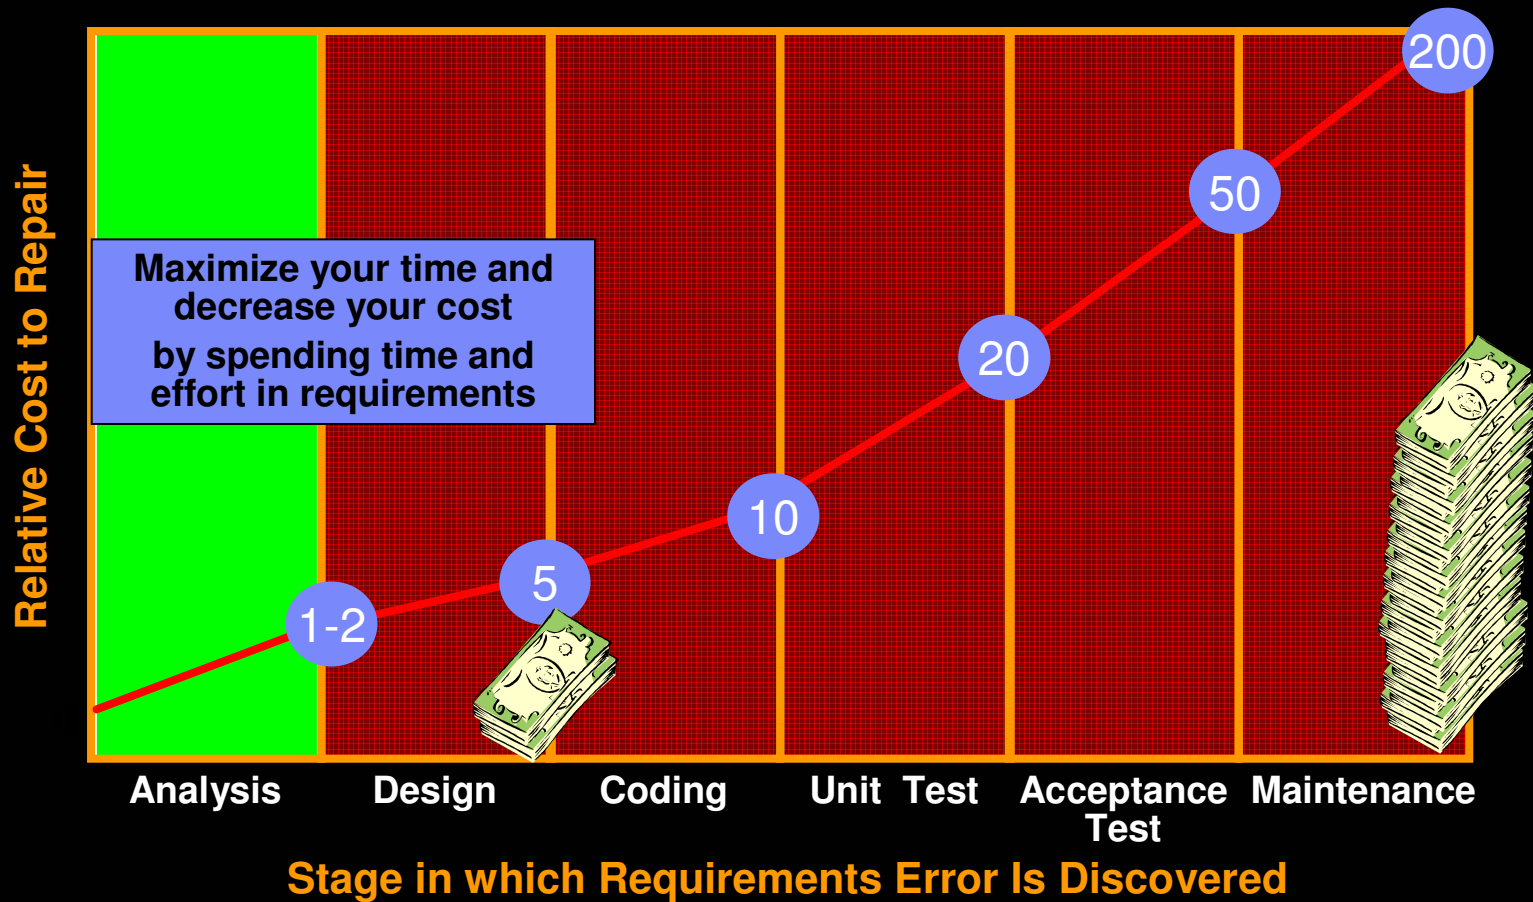 200
50
20
10
5
1-2
Relative Cost to Repair
Maximize your time and
decrease your cost
by spending time and
effort in requirements
Analysis
Design
Coding
Unit Test
Acceptance
Test
Maintenance
Stage in which Requirements Error Is Discovered